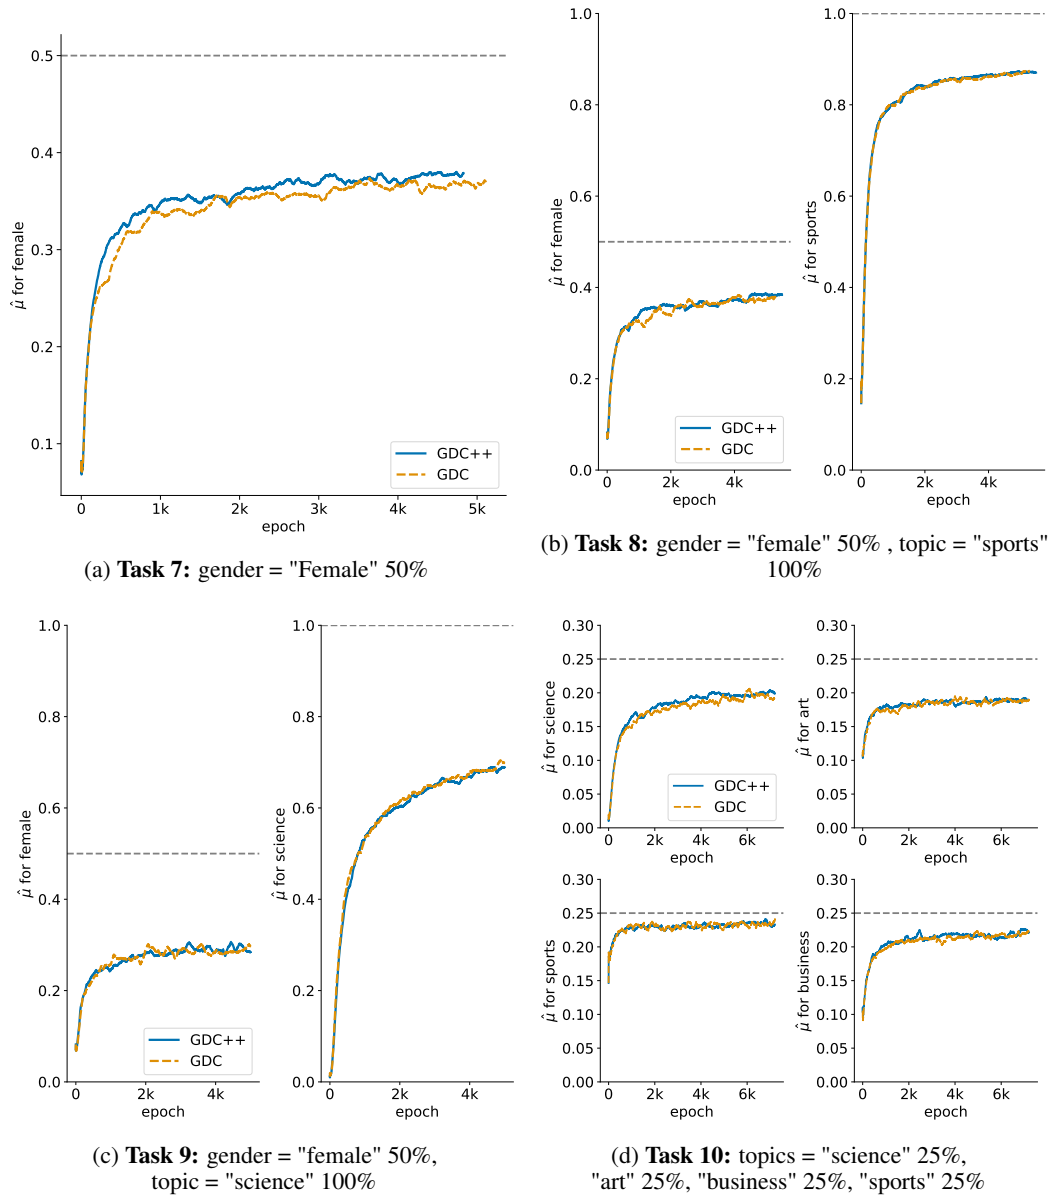 0.5
0.4
0.3
0.2
0.1
μ̂ for female
0 1k 2k 3k 4k 5k
epoch
GDC++
GDC
(a) Task 7: gender = "Female" 50%
1.0
0.8
0.6
0.4
0.2
0.0
μ̂ for female
0 2k 4k
epoch
GDC++
GDC
1.0
0.8
0.6
0.4
0.2
0.0
μ̂ for sports
0 2k 4k
epoch
(b) Task 8: gender = "female" 50% , topic = "sports"
100%
1.0
0.8
0.6
0.4
0.2
0.0
μ̂ for female
0 2k 4k
epoch
GDC++
GDC
1.0
0.8
0.6
0.4
0.2
0.0
μ̂ for science
0 2k 4k
epoch
(c) Task 9: gender = "female" 50%,
topic = "science" 100%
0.30
0.25
0.20
0.15
0.10
0.05
0.00
μ̂ for science
0 2k 4k 6k
epoch
GDC++
GDC
0.30
0.25
0.20
0.15
0.10
0.05
0.00
μ̂ for art
0 2k 4k 6k
epoch
0.30
0.25
0.20
0.15
0.10
0.05
0.00
μ̂ for sports
0 2k 4k 6k
epoch
0.30
0.25
0.20
0.15
0.10
0.05
0.00
μ̂ for business
0 2k 4k 6k
epoch
(d) Task 10: topics = "science" 25%,
"art" 25%, "business" 25%, "sports" 25%